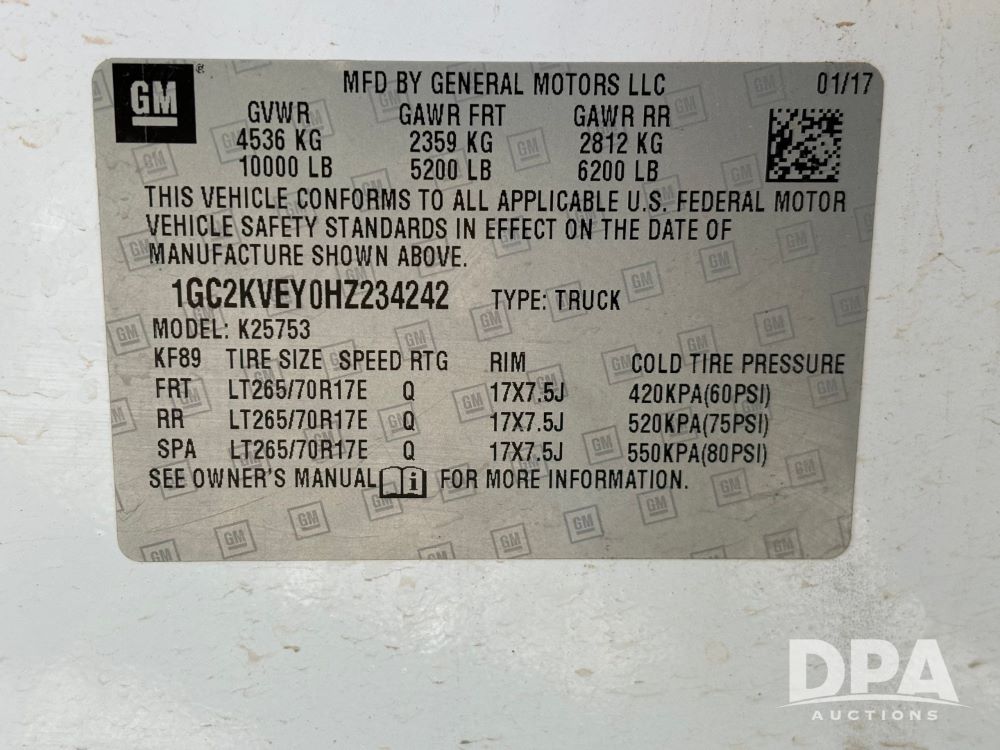 GM ® MFD BY GENERAL MOTORS LLC 01/17
GVWR GAWR FRT GAWR RR
4536 KG 2359 KG 2812 KG
10000 LB 5200 LB 6200 LB
THIS VEHICLE CONFORMS TO ALL APPLICABLE U.S. FEDERAL MOTOR
VEHICLE SAFETY STANDARDS IN EFFECT ON THE DATE OF
MANUFACTURE SHOWN ABOVE.
1GC2KVEY0HZ234242 TYPE: TRUCK
MODEL: K25753
KF89 TIRE SIZE SPEED RTG RIM COLD TIRE PRESSURE
FRT LT265/70R17E Q 17X7.5J 420KPA(60PSI)
RR LT265/70R17E Q 17X7.5J 520KPA(75PSI)
SPA LT265/70R17E Q 17X7.5J 550KPA(80PSI)
SEE OWNER'S MANUAL i FOR MORE INFORMATION.
DPA
AUCTIONS